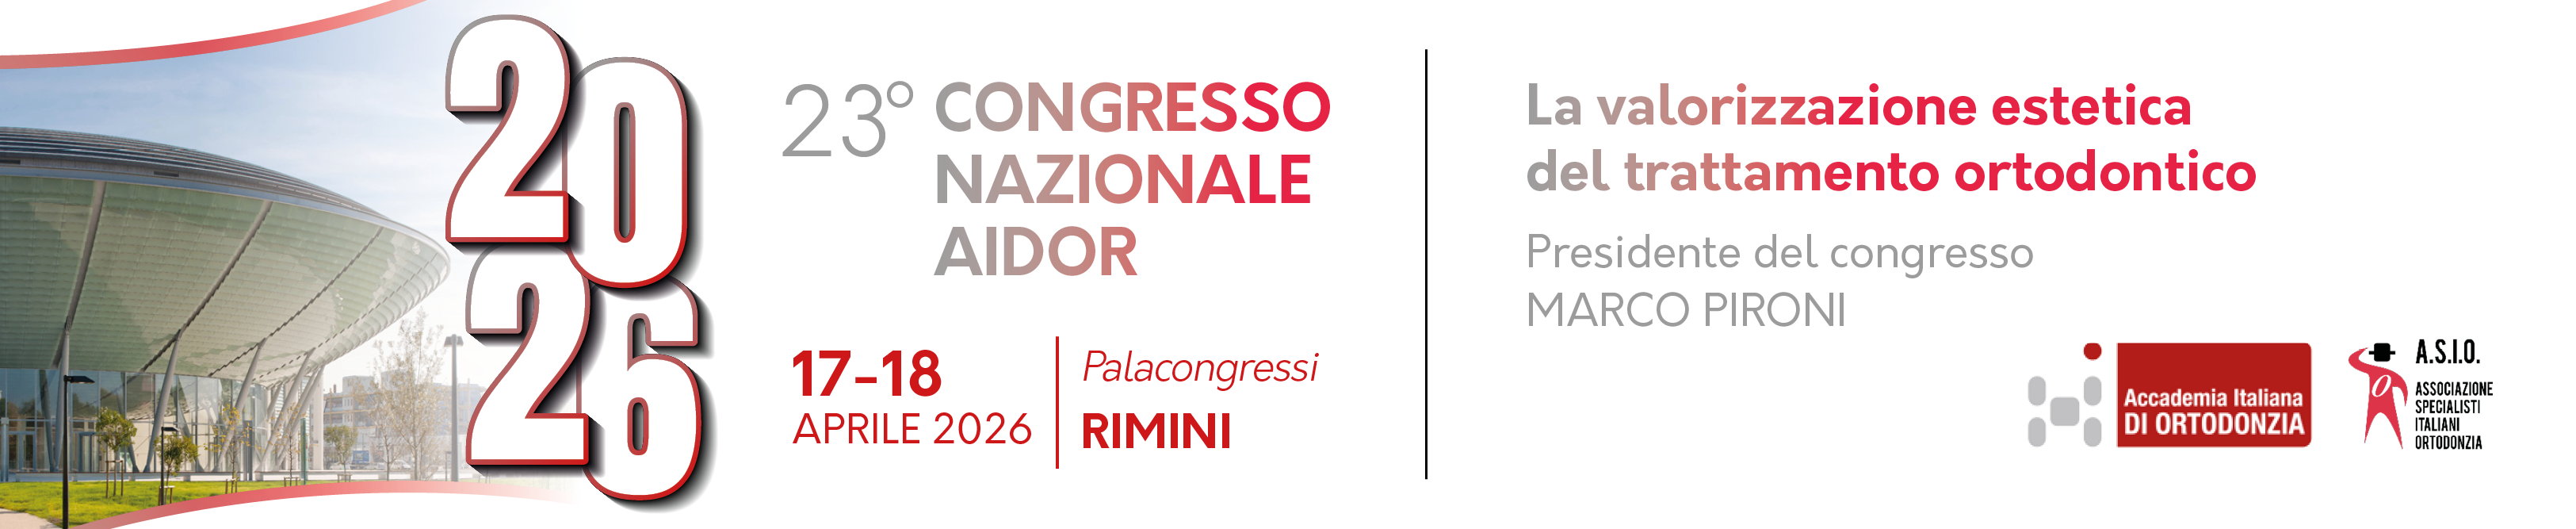 2026
23° CONGRESSO
NAZIONALE
AIDOR
17-18
APRILE 2026
Palacongressi
RIMINI
La valorizzazione estetica
del trattamento ortodontico
Presidente del congresso
MARCO PIRONI
Accademia Italiana
DI ORTODONZIA
A.S.I.O.
ASSOCIAZIONE
SPECIALISTI
ITALIANI
ORTODONZIA